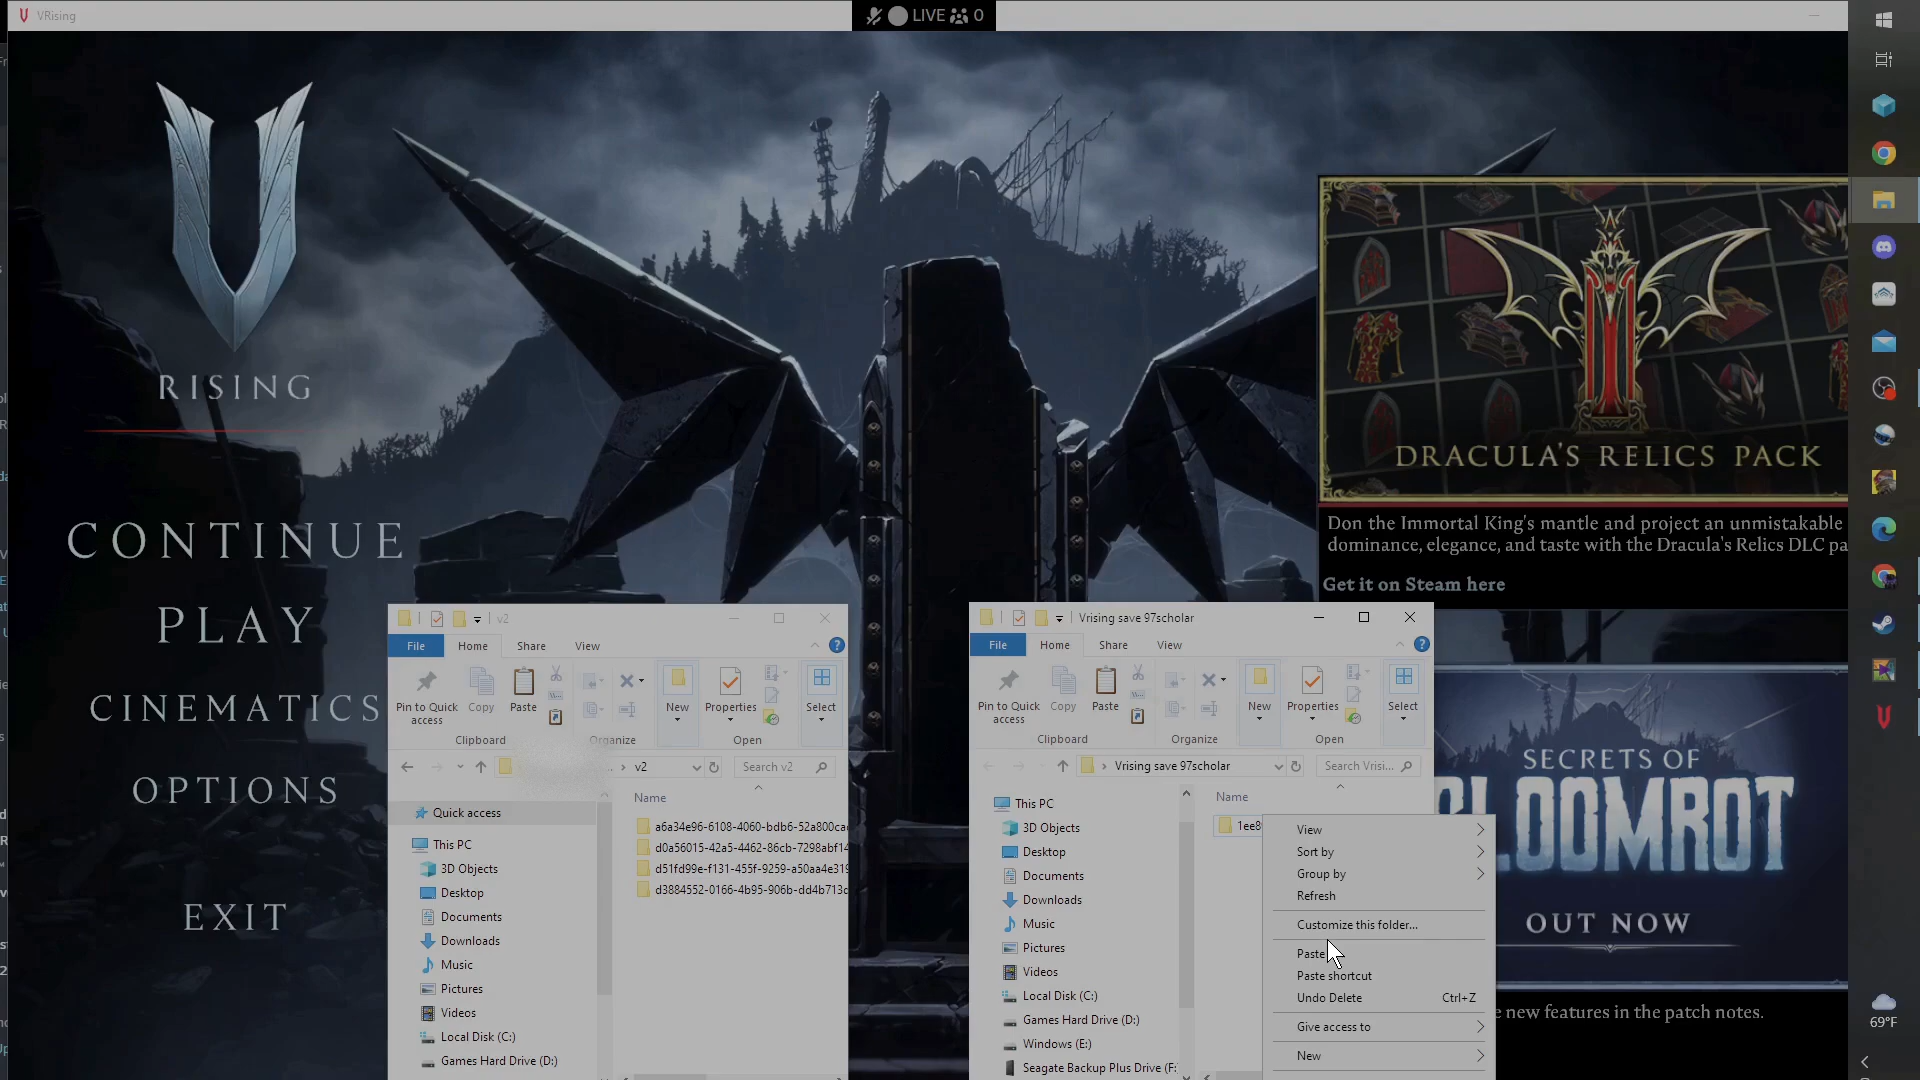 VRising
LIVE 0
RISING
CONTINUE
PLAY
CINEMATICS
OPTIONS
EXIT
DRACULA'S RELICS PACK
Don the Immortal King's mantle and project an unmistakable
dominance, elegance, and taste with the Dracula's Relics DLC pa
Get it on Steam here
SECRETS OF
BLOOMROT
OUT NOW
e new features in the patch notes.
v2
File Home Share View
Pin to Quick access
Copy
Paste
New
Properties
Select
Clipboard
Organize
Open
v2
Search v2
Quick access
This PC
3D Objects
Desktop
Documents
Downloads
Music
Pictures
Videos
Local Disk (C:)
Games Hard Drive (D:)
Name
a6a34e96-6108-4060-bdb6-52a800ca
d0a56015-42a5-4462-86cb-7298abf14
d51fd99e-f131-455f-9259-a50aa4e319
d3884552-0166-4b95-906b-dd4b713c
Vrising save 97scholar
File Home Share View
Pin to Quick access
Copy
Paste
New
Properties
Select
Clipboard
Organize
Open
Vrising save 97scholar
Search Vrisi...
This PC
3D Objects
Desktop
Documents
Downloads
Music
Pictures
Videos
Local Disk (C:)
Games Hard Drive (D:)
Windows (E:)
Seagate Backup Plus Drive (F:
Name
1ee8
View
Sort by
Group by
Refresh
Customize this folder...
Paste
Paste shortcut
Undo Delete Ctrl+Z
Give access to
New
69°F